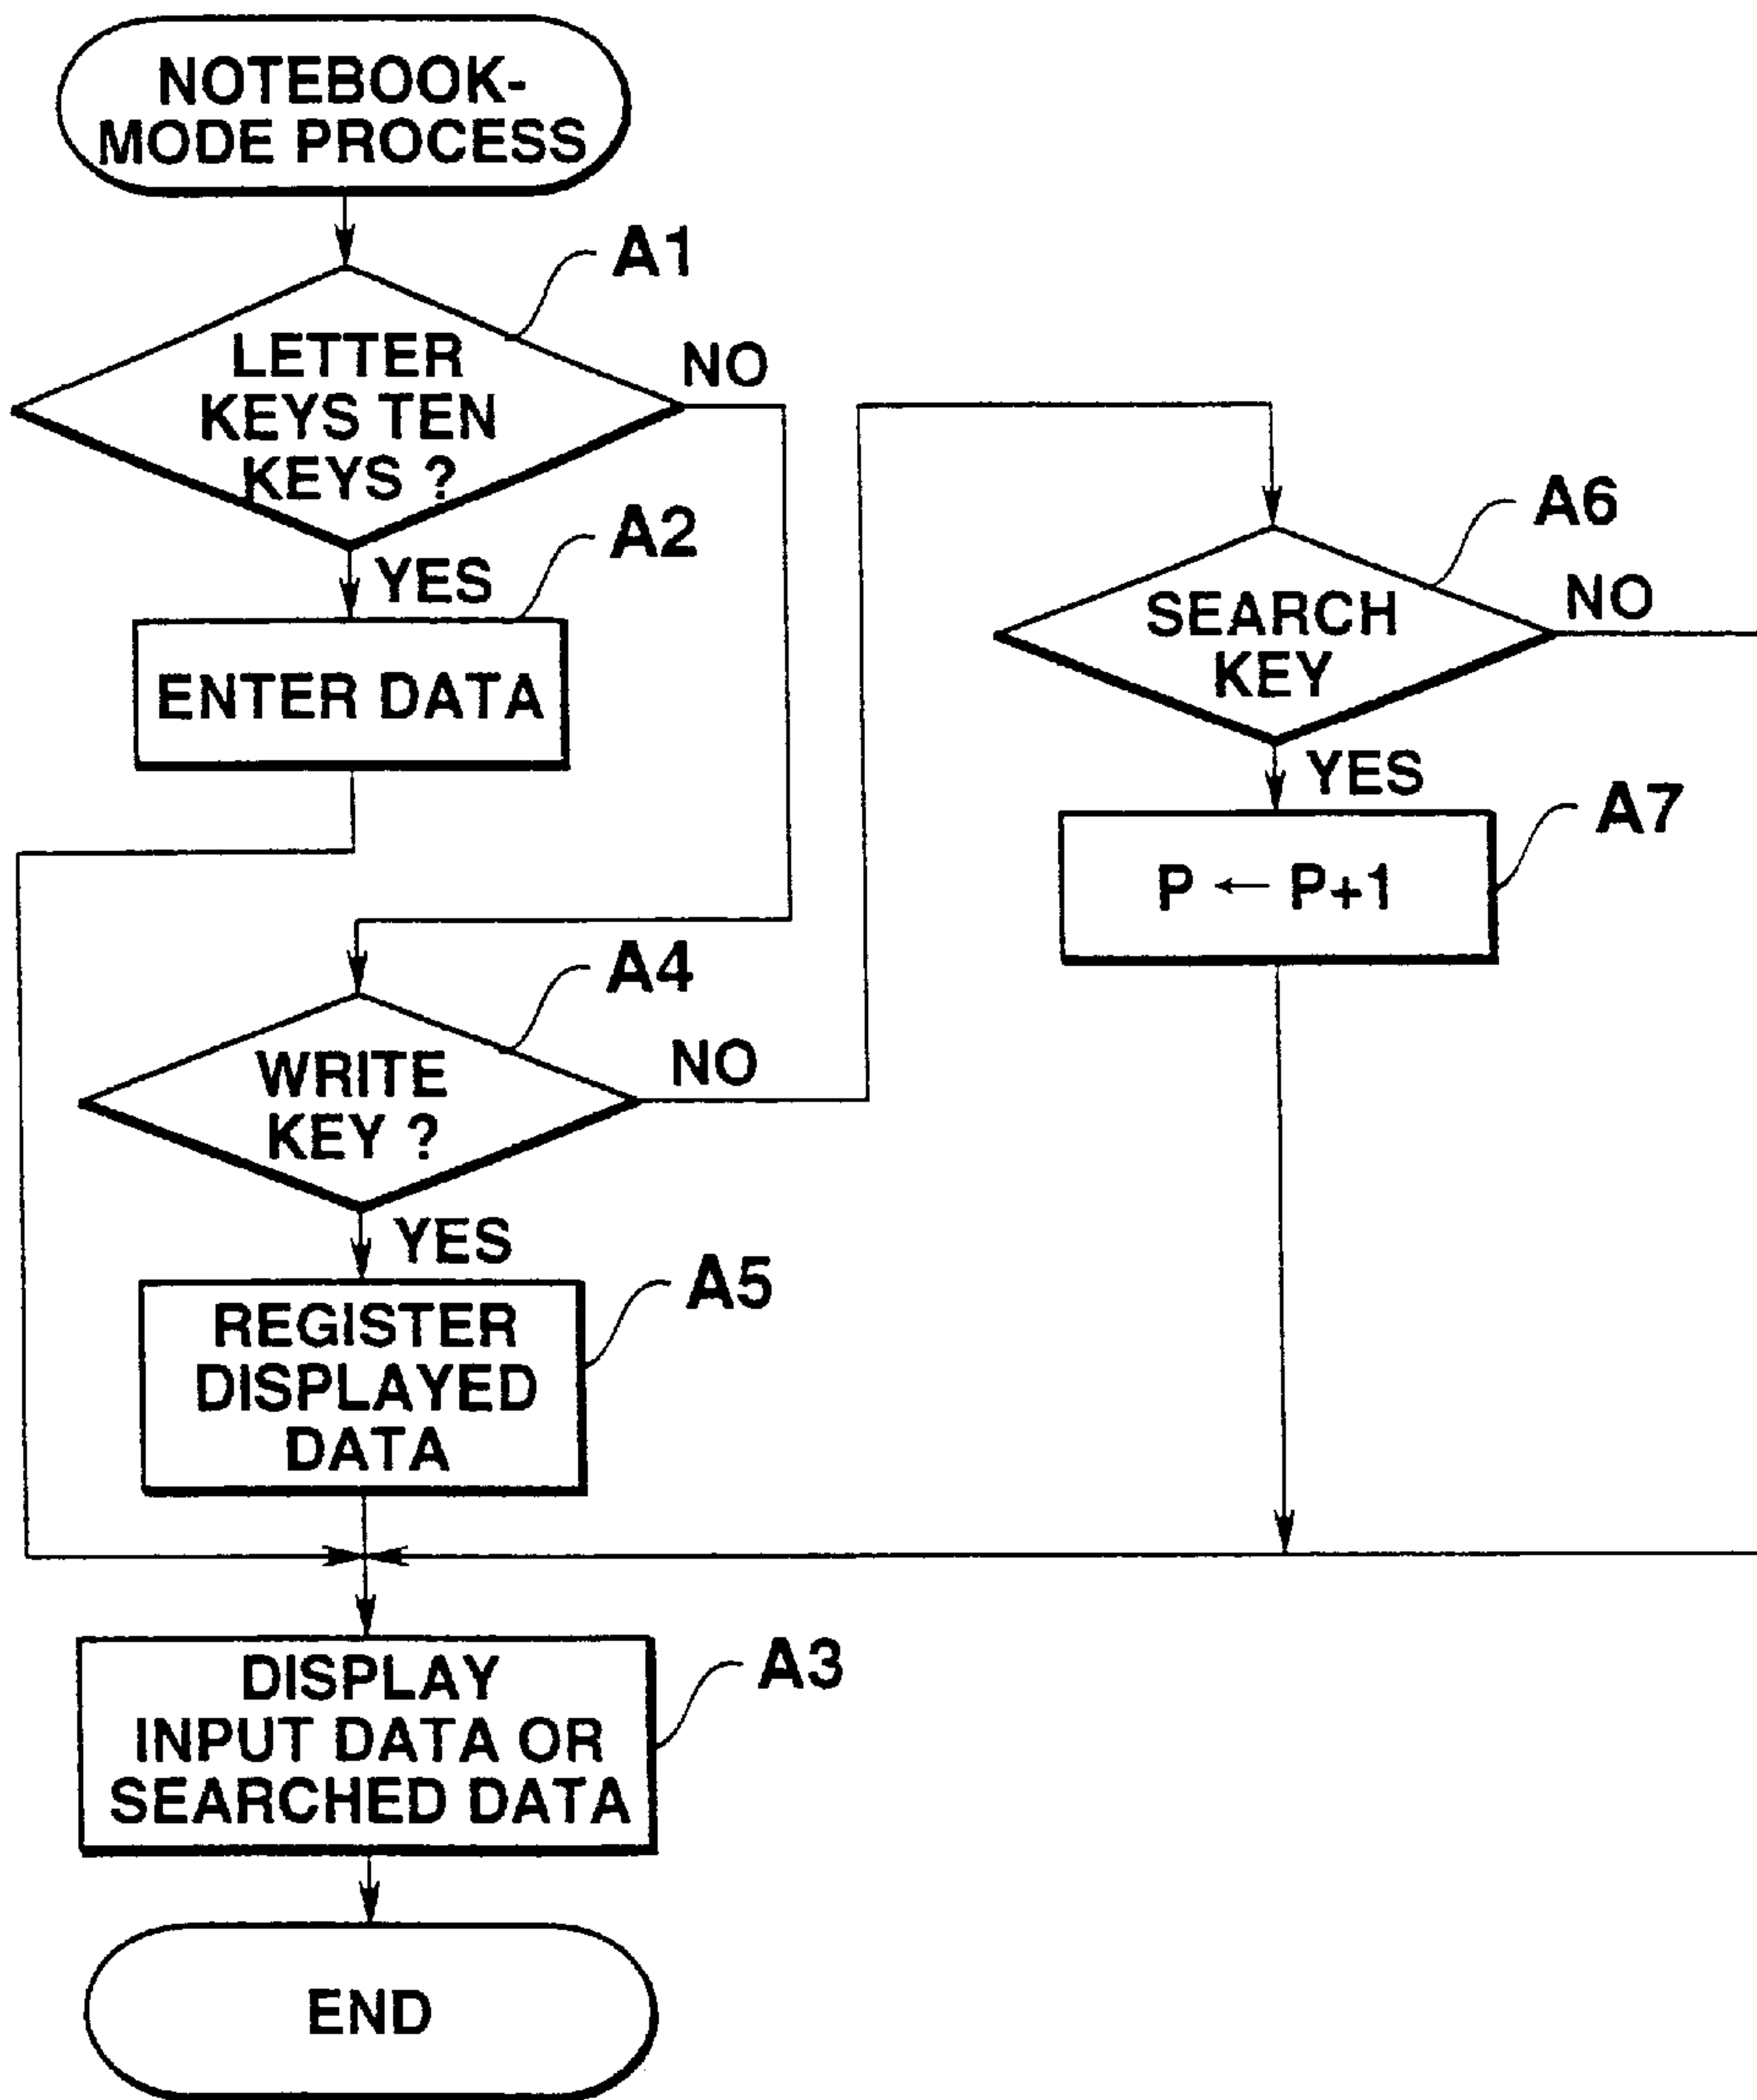 NOTEBOOK-
MODE PROCESS
A1
LETTER
KEYS TEN
KEYS ?
NO
YES
A2
ENTER DATA
A4
WRITE
KEY ?
NO
YES
A5
REGISTER
DISPLAYED
DATA
A6
SEARCH
KEY
NO
YES
A7
P ← P+1
A3
DISPLAY
INPUT DATA OR
SEARCHED DATA
END